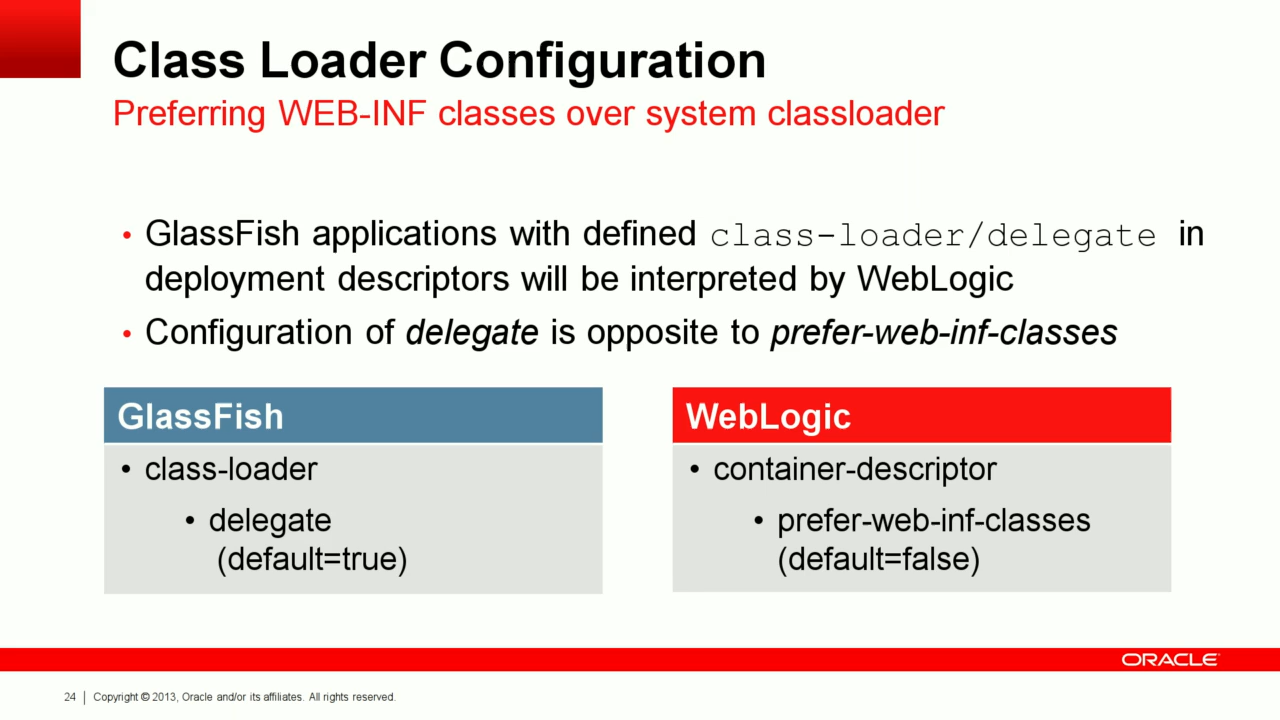 Class Loader Configuration
Preferring WEB-INF classes over system classloader
• GlassFish applications with defined class-loader/delegate in
deployment descriptors will be interpreted by WebLogic
• Configuration of delegate is opposite to prefer-web-inf-classes
GlassFish
• class-loader
• delegate
(default=true)
WebLogic
• container-descriptor
• prefer-web-inf-classes
(default=false)
ORACLE
24 | Copyright © 2013, Oracle and/or its affiliates. All rights reserved.